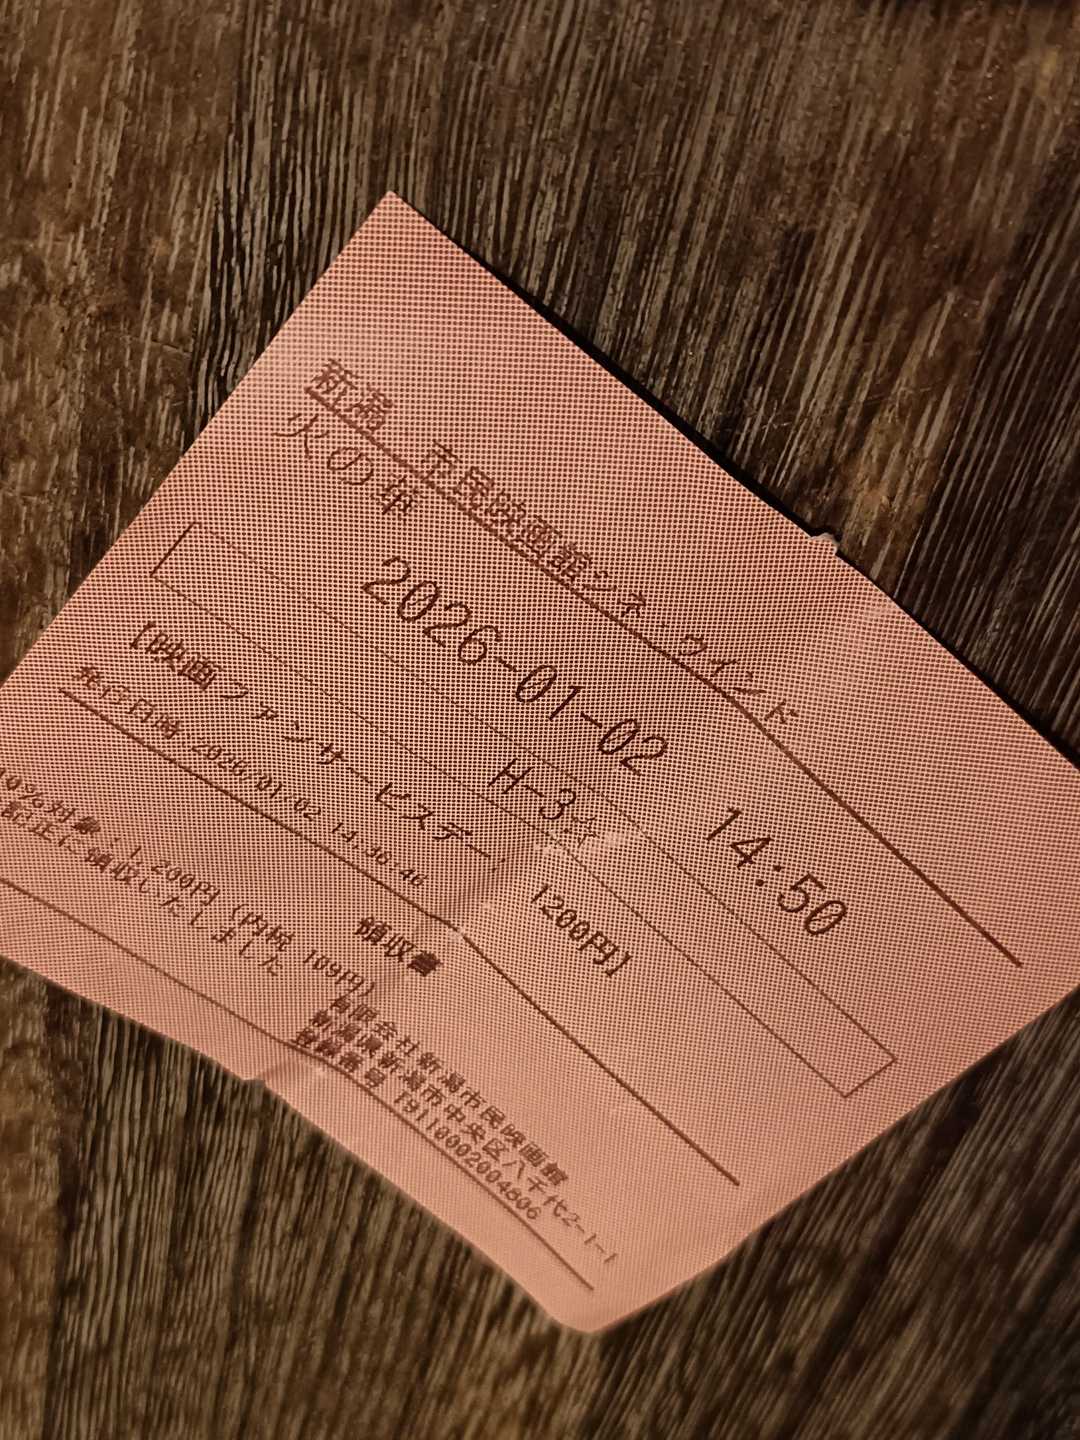 新潟 市民映画館シネ・ウインド
火の華
2026-01-02 14:50
H-3☆
【映画ファンサービスデー, 1200円】
発行日時 2026/01/02 14:36:46
領収書
10%対象:1,200円 (内税 109円)
記正に領収いたしました
有限会社新潟市民映画館
新潟県新潟市中央区八千代2-1-1
登録番号 T9110002004806